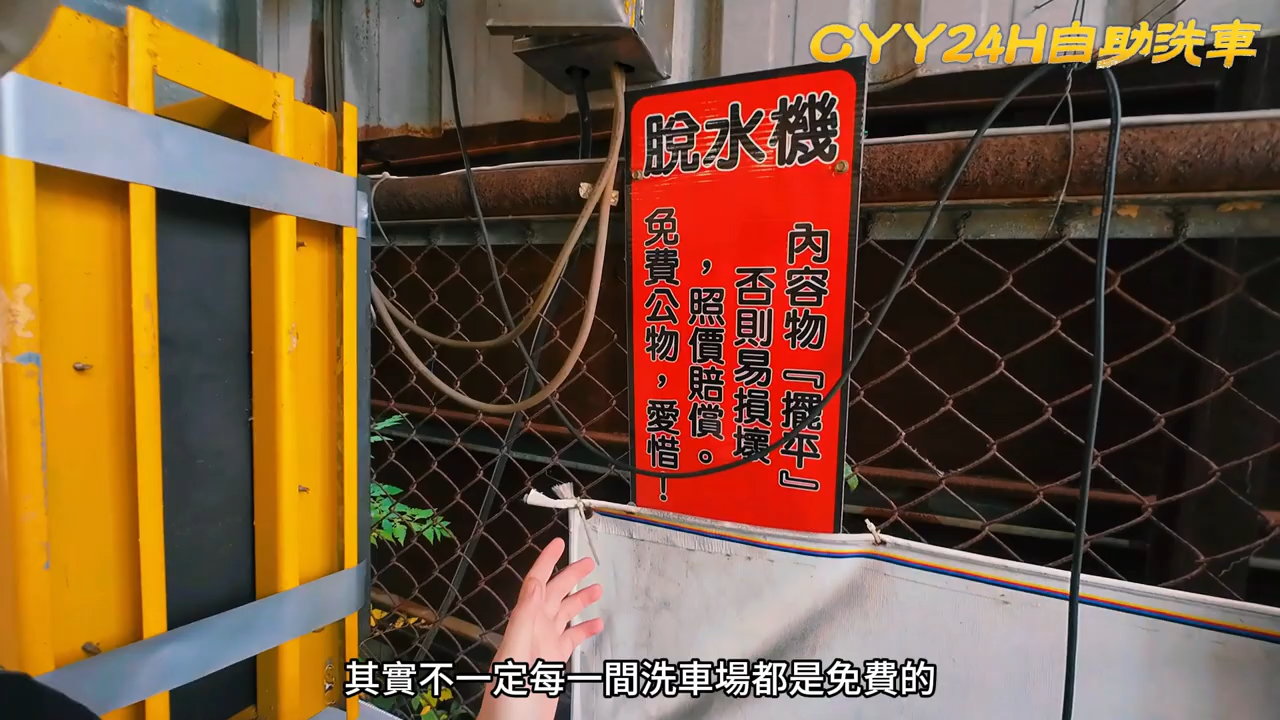 CYY24H自助洗車
脫水機
內容物『擺平』
否則易損壞
，照價賠償。
免費公物，愛惜！
其實不一定每一間洗車場都是免費的